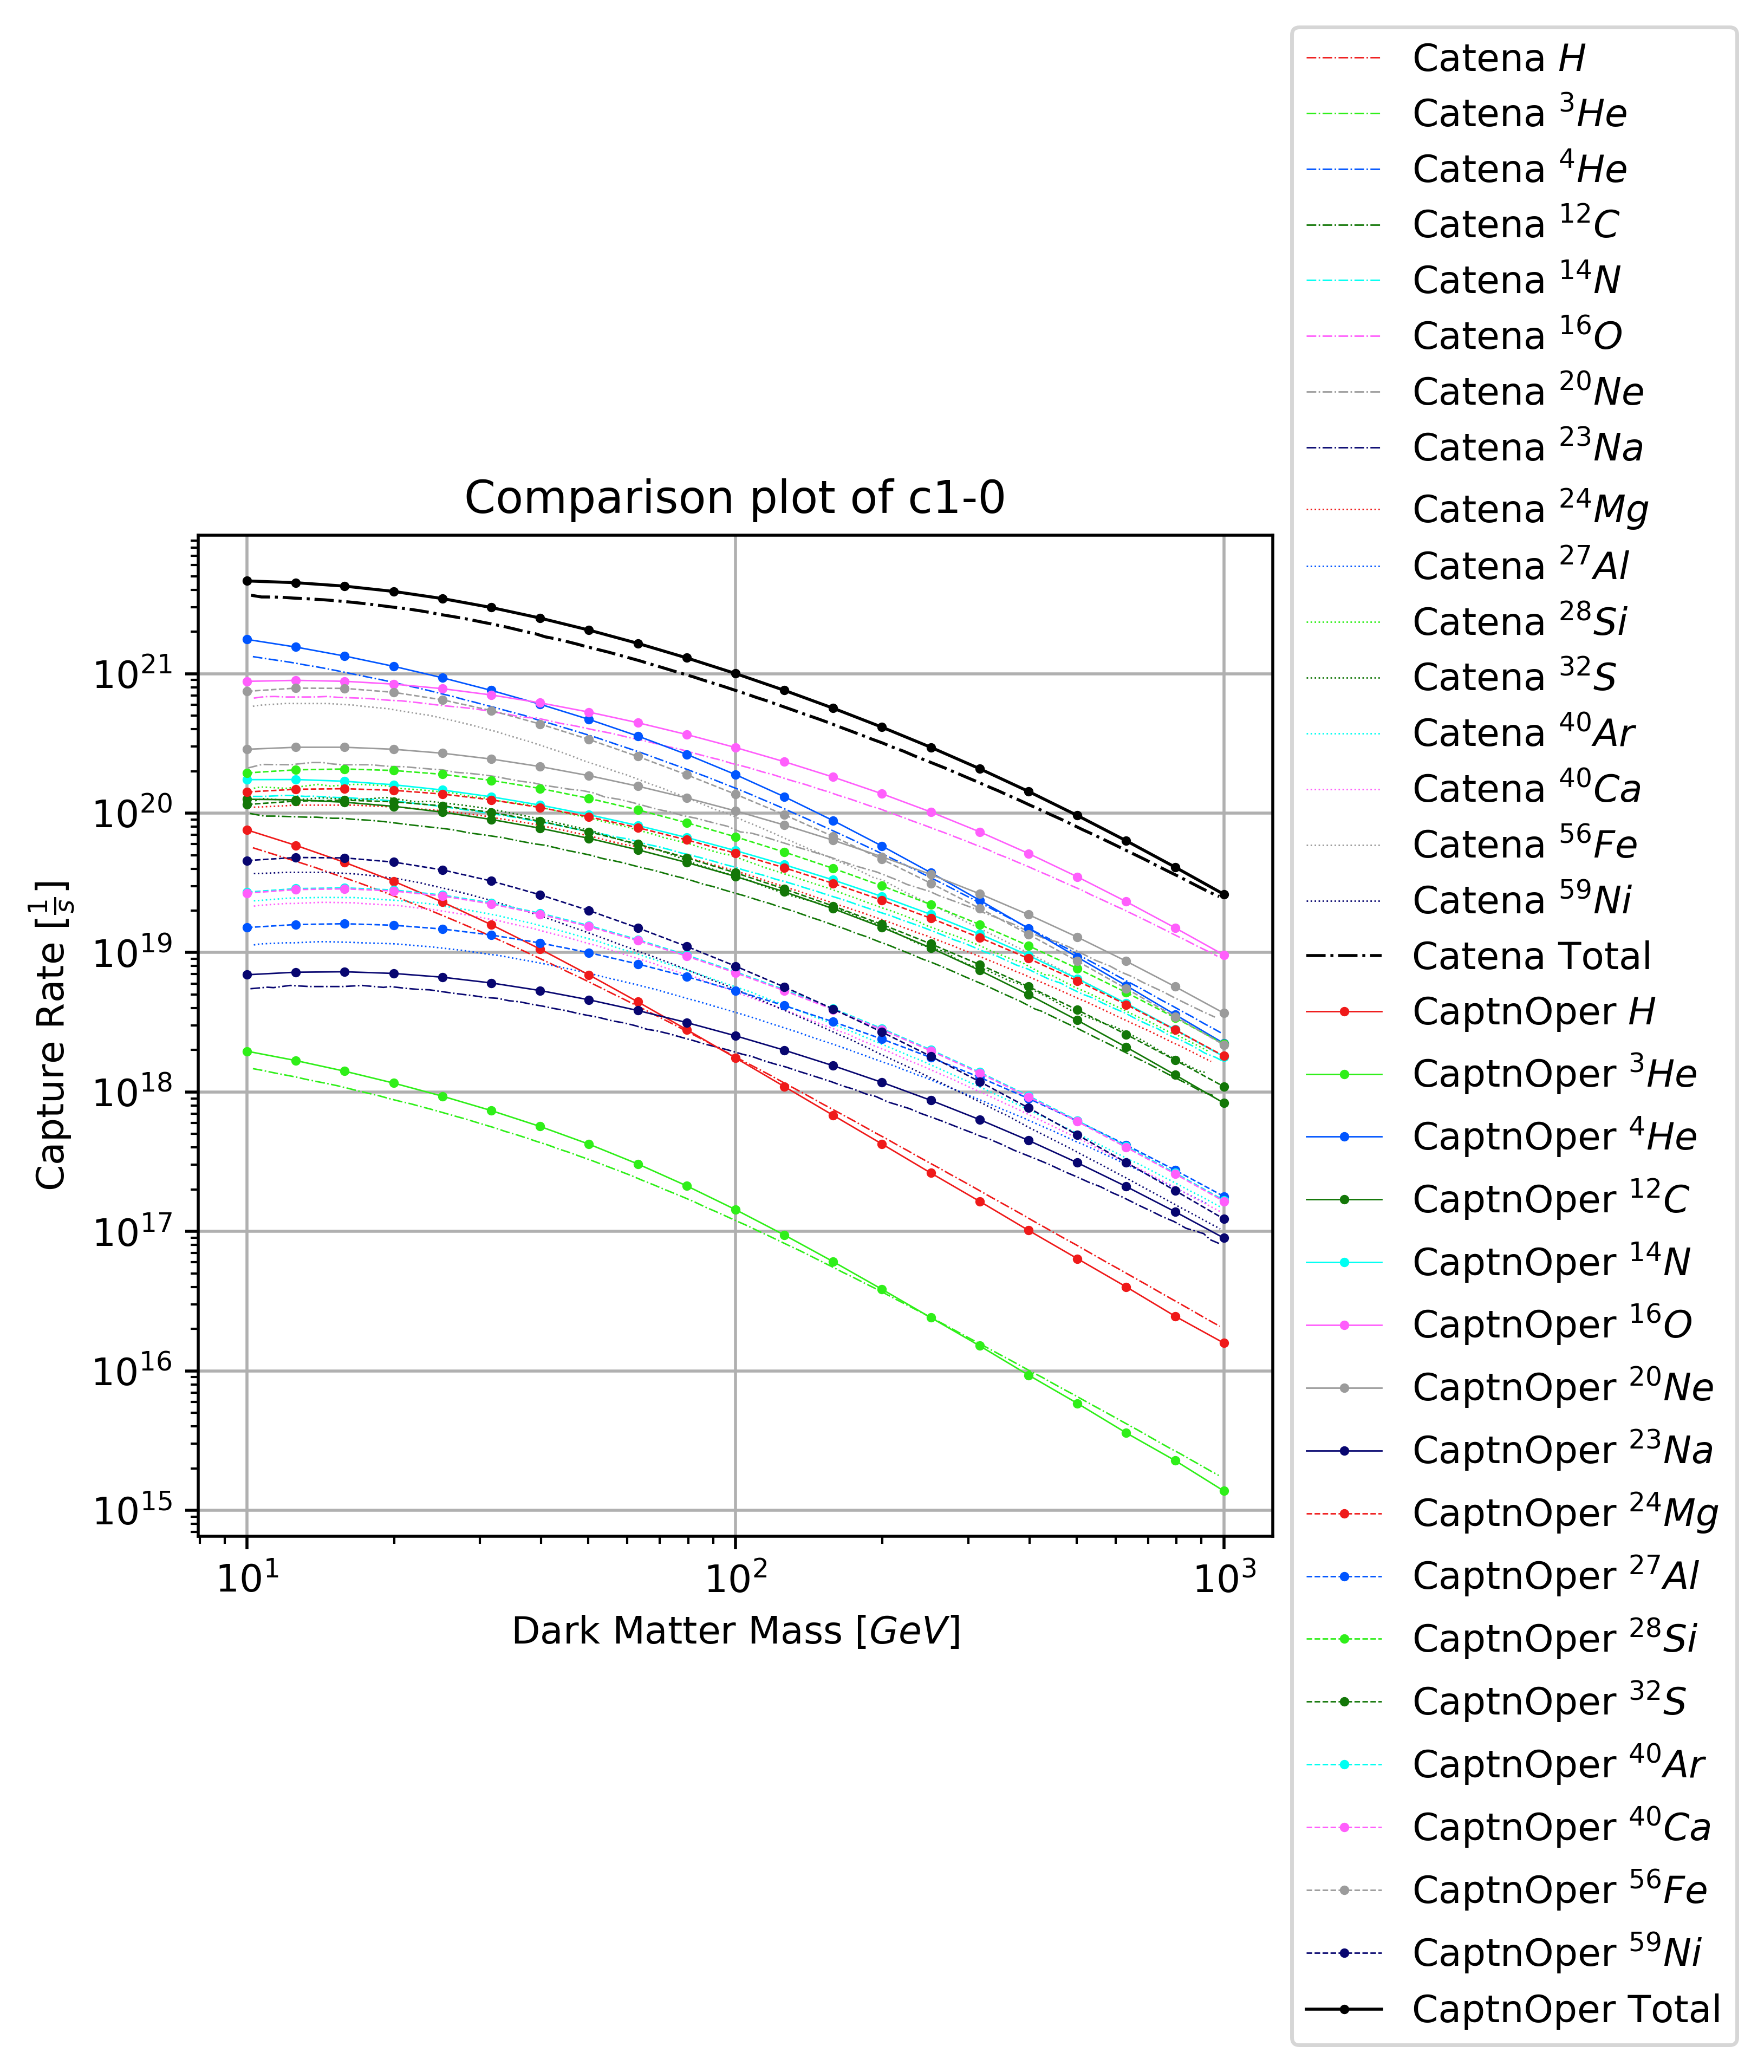 Comparison plot of c1-0
Capture Rate [1/s]
10^21
10^20
10^19
10^18
10^17
10^16
10^15
10^1 10^2 10^3
Dark Matter Mass [GeV]
Catena H
Catena ^3He
Catena ^4He
Catena ^12C
Catena ^14N
Catena ^16O
Catena ^20Ne
Catena ^23Na
Catena ^24Mg
Catena ^27Al
Catena ^28Si
Catena ^32S
Catena ^40Ar
Catena ^40Ca
Catena ^56Fe
Catena ^59Ni
Catena Total
CaptnOper H
CaptnOper ^3He
CaptnOper ^4He
CaptnOper ^12C
CaptnOper ^14N
CaptnOper ^16O
CaptnOper ^20Ne
CaptnOper ^23Na
CaptnOper ^24Mg
CaptnOper ^27Al
CaptnOper ^28Si
CaptnOper ^32S
CaptnOper ^40Ar
CaptnOper ^40Ca
CaptnOper ^56Fe
CaptnOper ^59Ni
CaptnOper Total